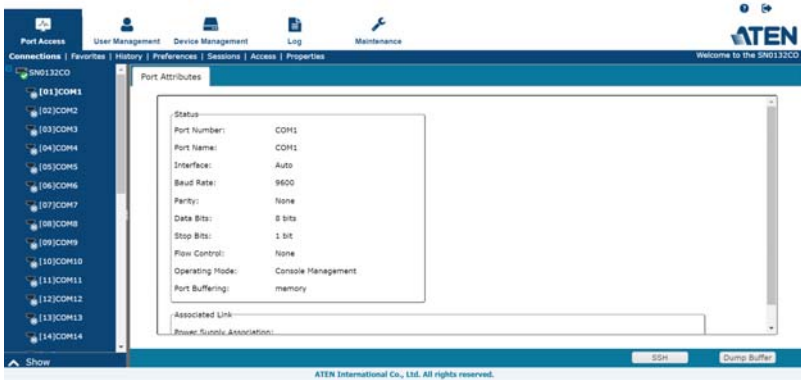 Port Access
User Management
Device Management
Log
Maintenance
ATEN
Connections | Favorites | History | Preferences | Sessions | Access | Properties
Welcome to the SN0132CO
SN0132CO
[01]COM1
[02]COM2
[03]COM3
[04]COM4
[05]COM5
[06]COM6
[07]COM7
[08]COM8
[09]COM9
[10]COM10
[11]COM11
[12]COM12
[13]COM13
[14]COM14
Show
Port Attributes
Status
Port Number: COM1
Port Name: COM1
Interface: Auto
Baud Rate: 9600
Parity: None
Data Bits: 8 bits
Stop Bits: 1 bit
Flow Control: None
Operating Mode: Console Management
Port Buffering: memory
Associated Link
Power Supply Association:
SSH
Dump Buffer
ATEN International Co., Ltd. All rights reserved.